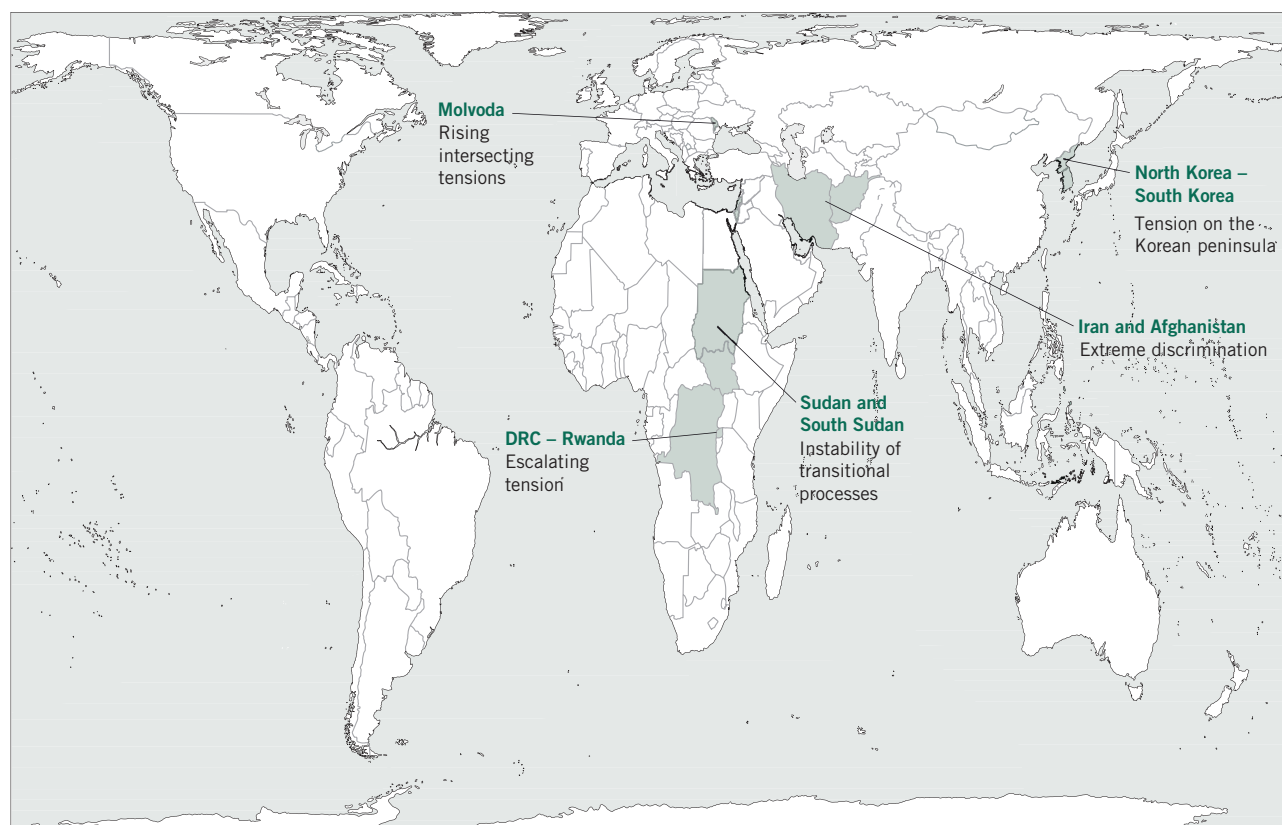 Molvoda
Rising
intersecting
tensions
North Korea –
South Korea
Tension on the
Korean peninsula
Iran and Afghanistan
Extreme discrimination
Sudan and
South Sudan
Instability of
transitional
processes
DRC – Rwanda
Escalating
tension